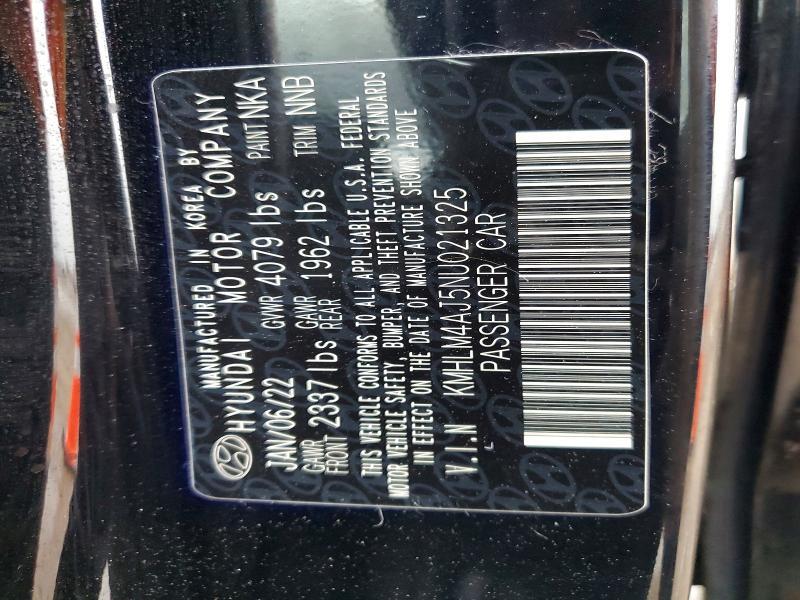 MANUFACTURED IN KOREA BY
HYUNDAI MOTOR COMPANY
JAN/06/22 GVWR 4079 lbs PAINT NKA
GAWR FRONT 2337 lbs GAWR REAR 1962 lbs TRIM NNB
THIS VEHICLE CONFORMS TO ALL APPLICABLE U.S.A. FEDERAL
MOTOR VEHICLE SAFETY, BUMPER, AND THEFT PREVENTION STANDARDS
IN EFFECT ON THE DATE OF MANUFACTURE SHOWN ABOVE
V.I.N KMHLM4AJ5NU021325
PASSENGER CAR